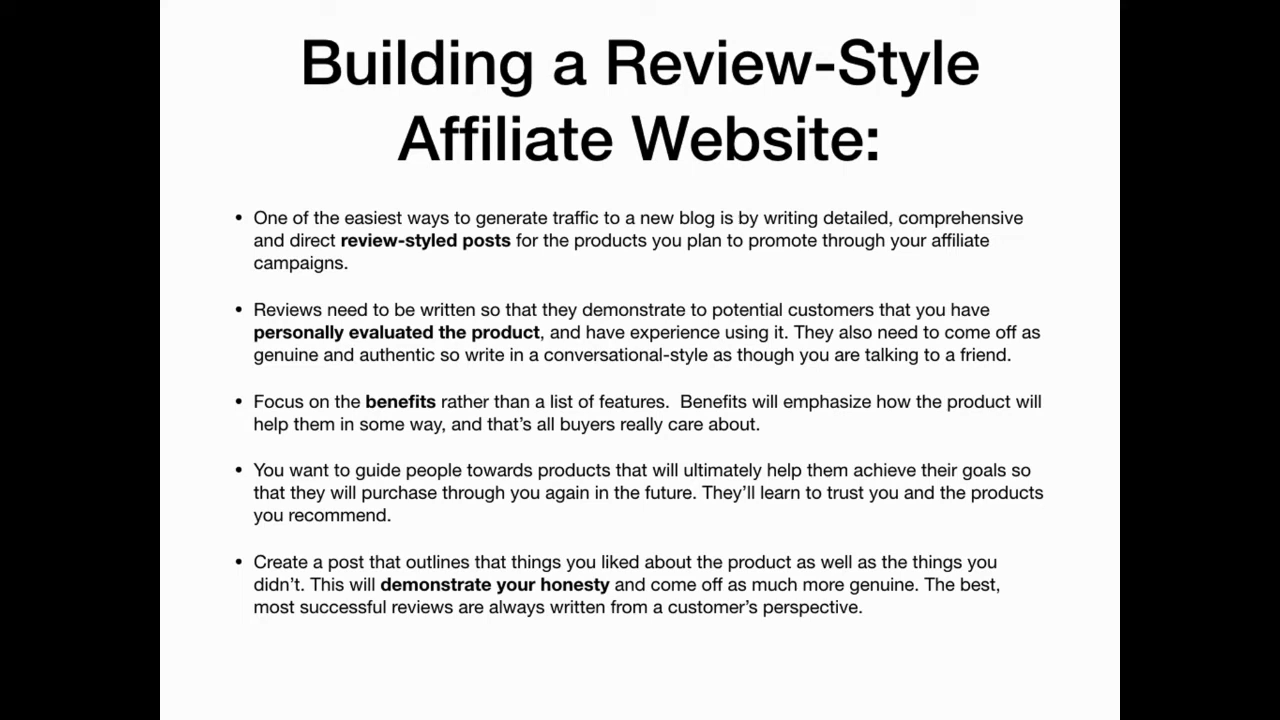 Building a Review-Style
Affiliate Website:
• One of the easiest ways to generate traffic to a new blog is by writing detailed, comprehensive
and direct review-styled posts for the products you plan to promote through your affiliate
campaigns.
• Reviews need to be written so that they demonstrate to potential customers that you have
personally evaluated the product, and have experience using it. They also need to come off as
genuine and authentic so write in a conversational-style as though you are talking to a friend.
• Focus on the benefits rather than a list of features.  Benefits will emphasize how the product will
help them in some way, and that’s all buyers really care about.
• You want to guide people towards products that will ultimately help them achieve their goals so
that they will purchase through you again in the future. They’ll learn to trust you and the products
you recommend.
• Create a post that outlines that things you liked about the product as well as the things you
didn’t. This will demonstrate your honesty and come off as much more genuine. The best,
most successful reviews are always written from a customer’s perspective.